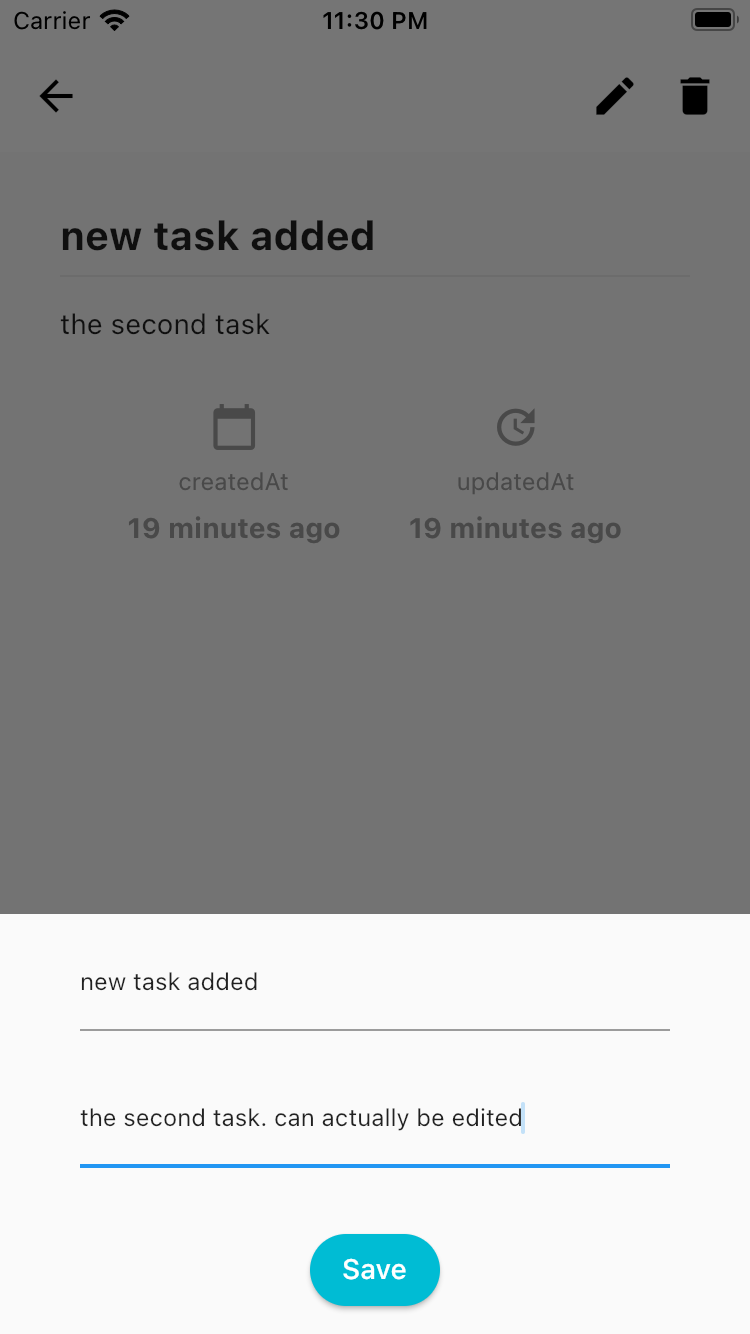 Carrier 11:30 PM
new task added
the second task
createdAt updatedAt
19 minutes ago 19 minutes ago
new task added
the second task. can actually be edited
Save